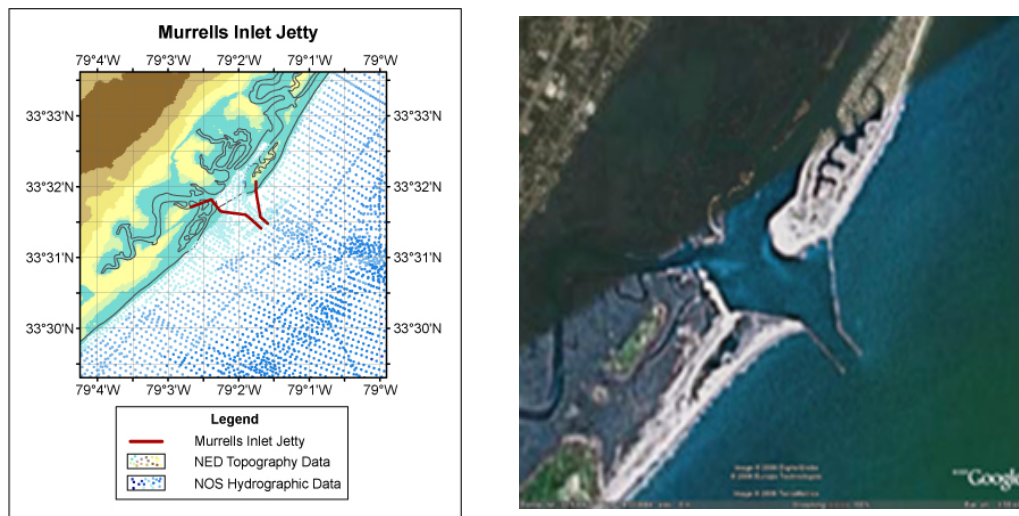 Murrells Inlet Jetty
79°4' 79°3' 79°2' 79°1' 79°W
33°33'
33°32'
33°31'
33°30'
33°33'
33°32'
33°31'
33°30'N
79°4' 79°3' 79°2' 79°1' 79°W
Legend
Murrells Inlet Jetty
NED Topography Data
NOS Hydrographic Data
Google